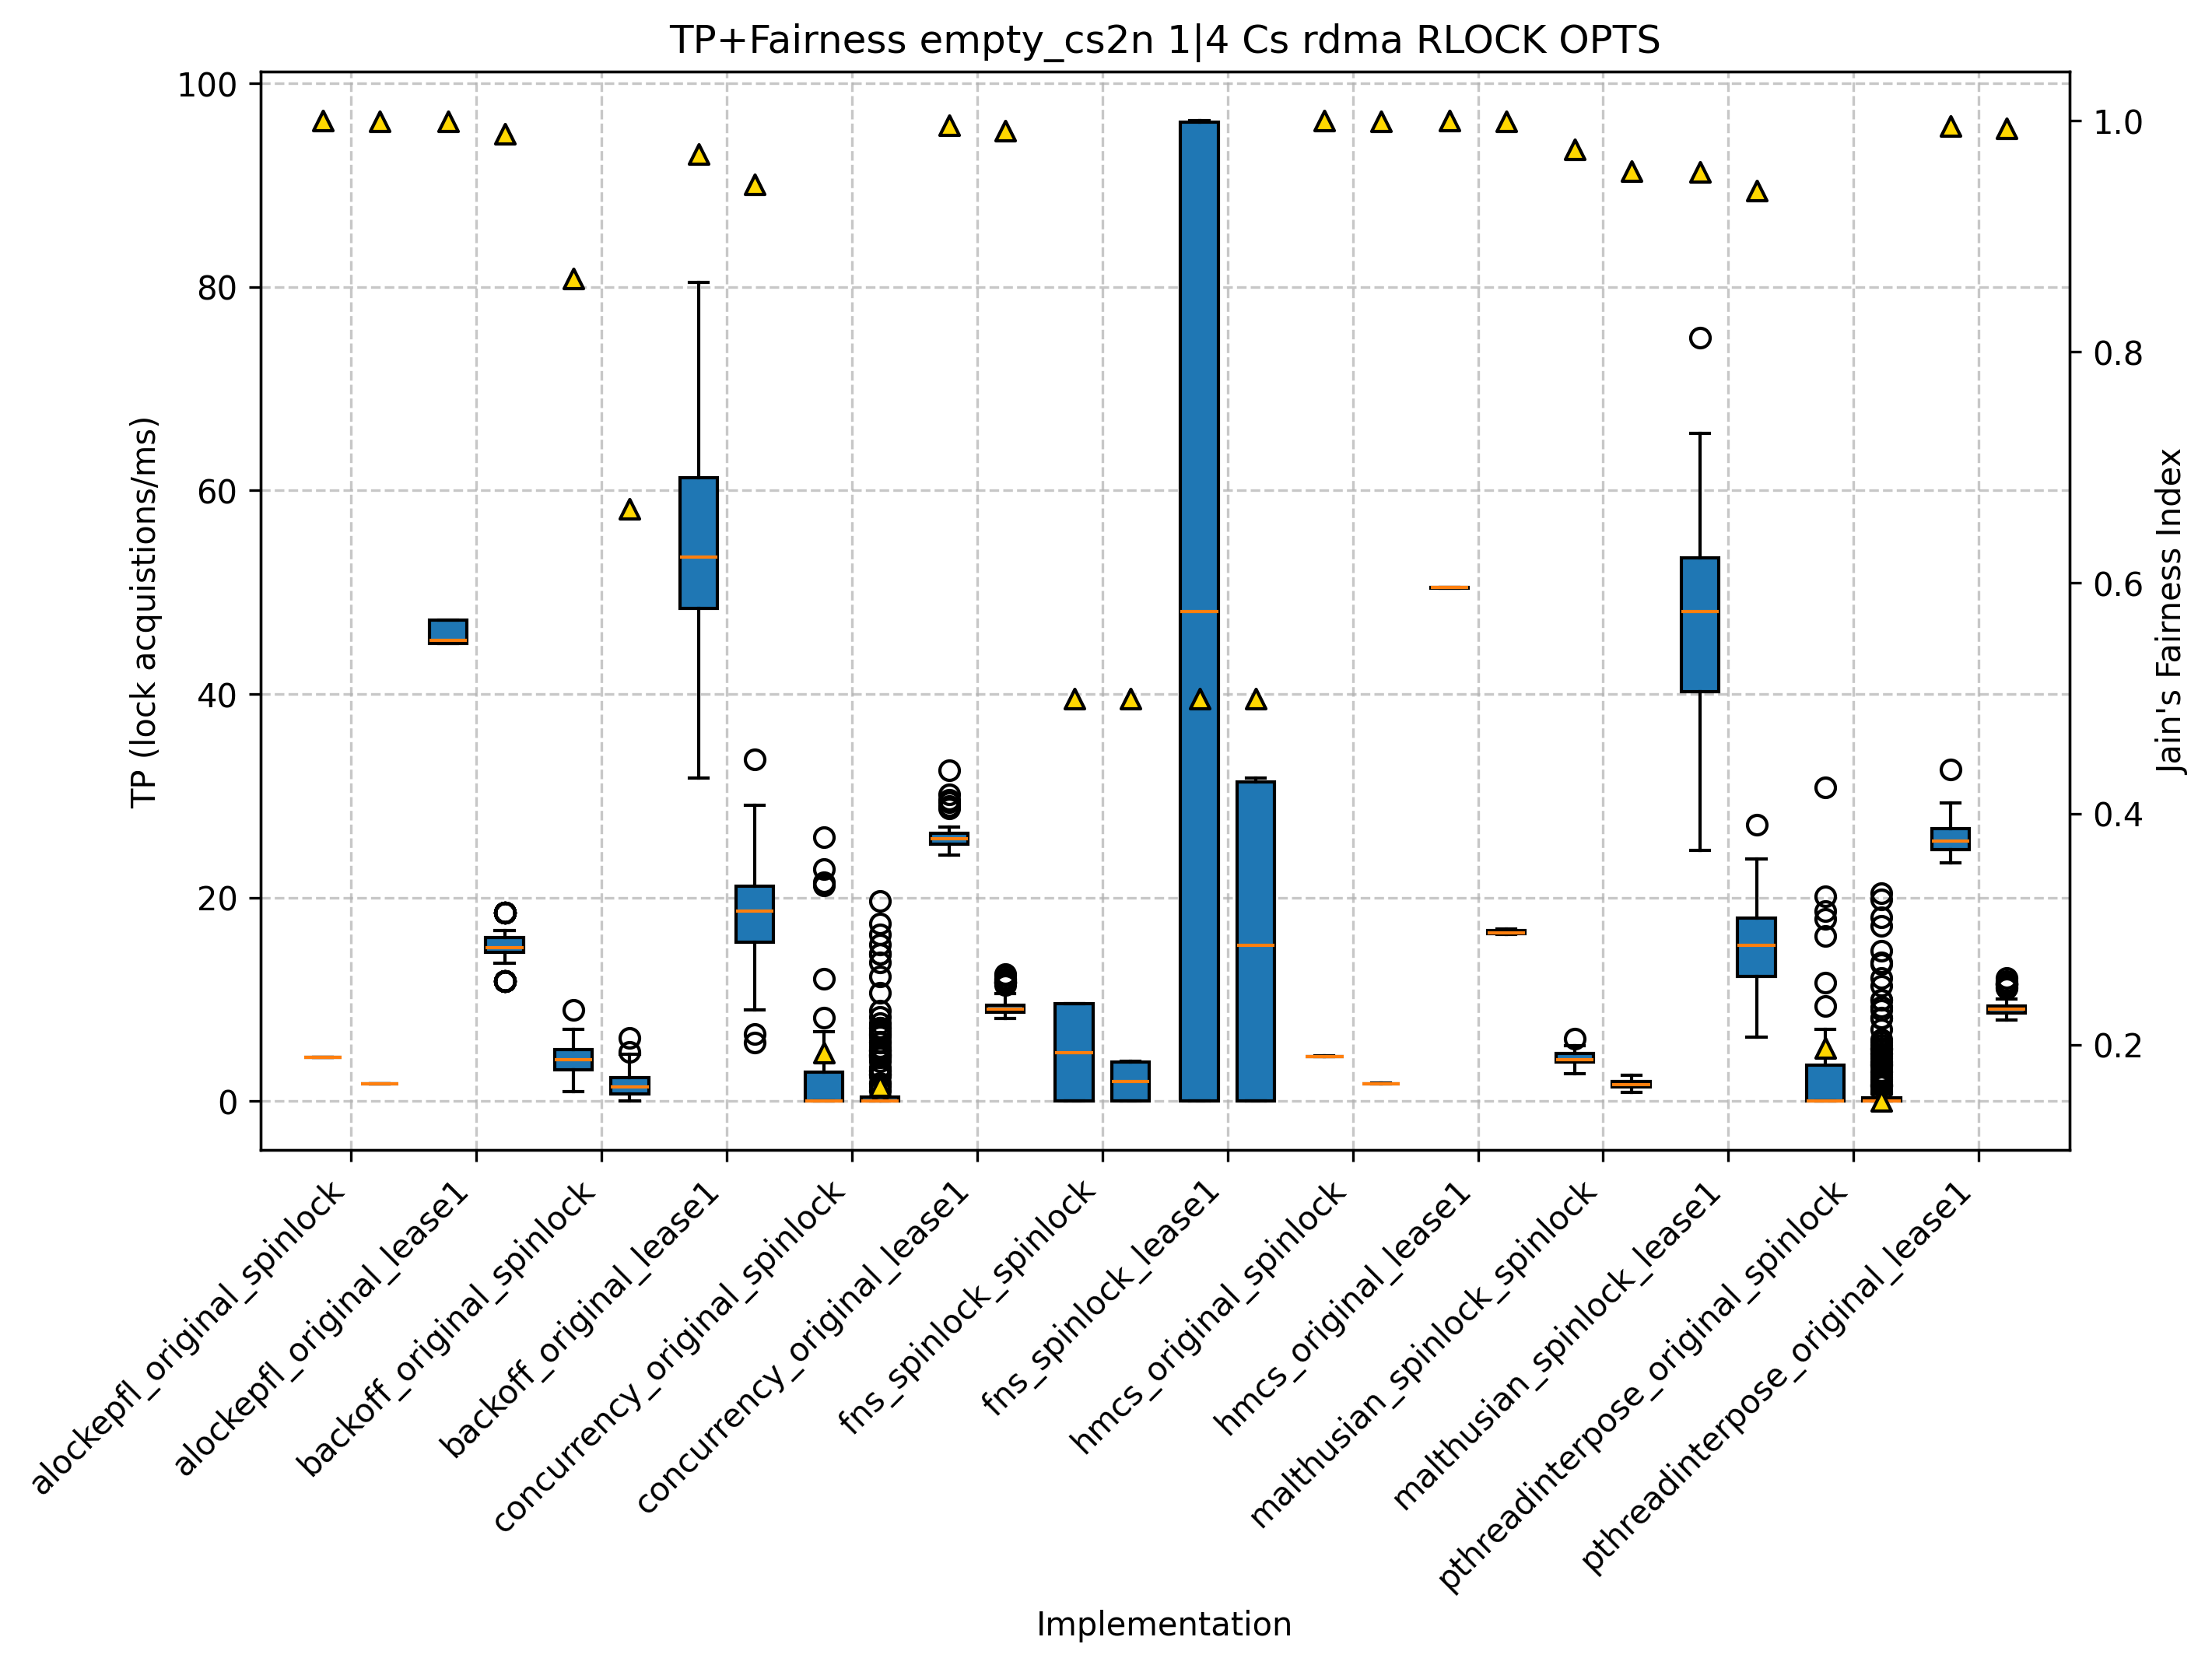 TP+Fairness empty_cs2n 1|4 Cs rdma RLOCK OPTS
TP (lock acquistions/ms)
100
80
60
40
20
0
1.0
0.8
0.6
0.4
0.2
Jain's Fairness Index
alockepfl_original_spinlock
alockepfl_original_lease1
backoff_original_spinlock
backoff_original_lease1
concurrency_original_spinlock
concurrency_original_lease1
fns_spinlock_spinlock
fns_spinlock_lease1
hmcs_original_spinlock
hmcs_original_lease1
malthusian_spinlock_spinlock
malthusian_spinlock_lease1
pthreadinterpose_original_spinlock
pthreadinterpose_original_lease1
Implementation